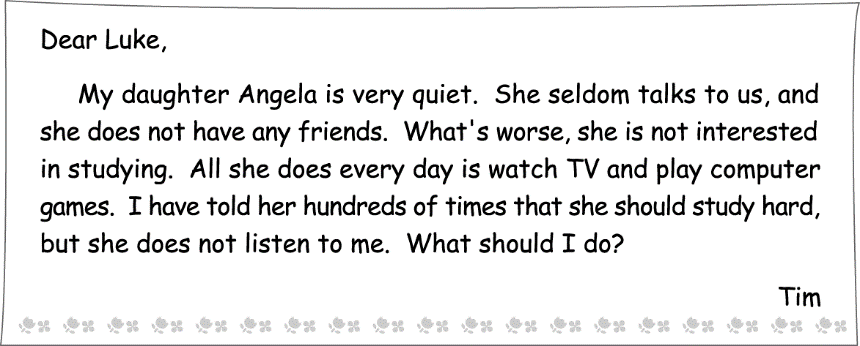 Dear Luke,
My daughter Angela is very quiet. She seldom talks to us, and
she does not have any friends. What's worse, she is not interested
in studying. All she does every day is watch TV and play computer
games. I have told her hundreds of times that she should study hard,
but she does not listen to me. What should I do?
Tim